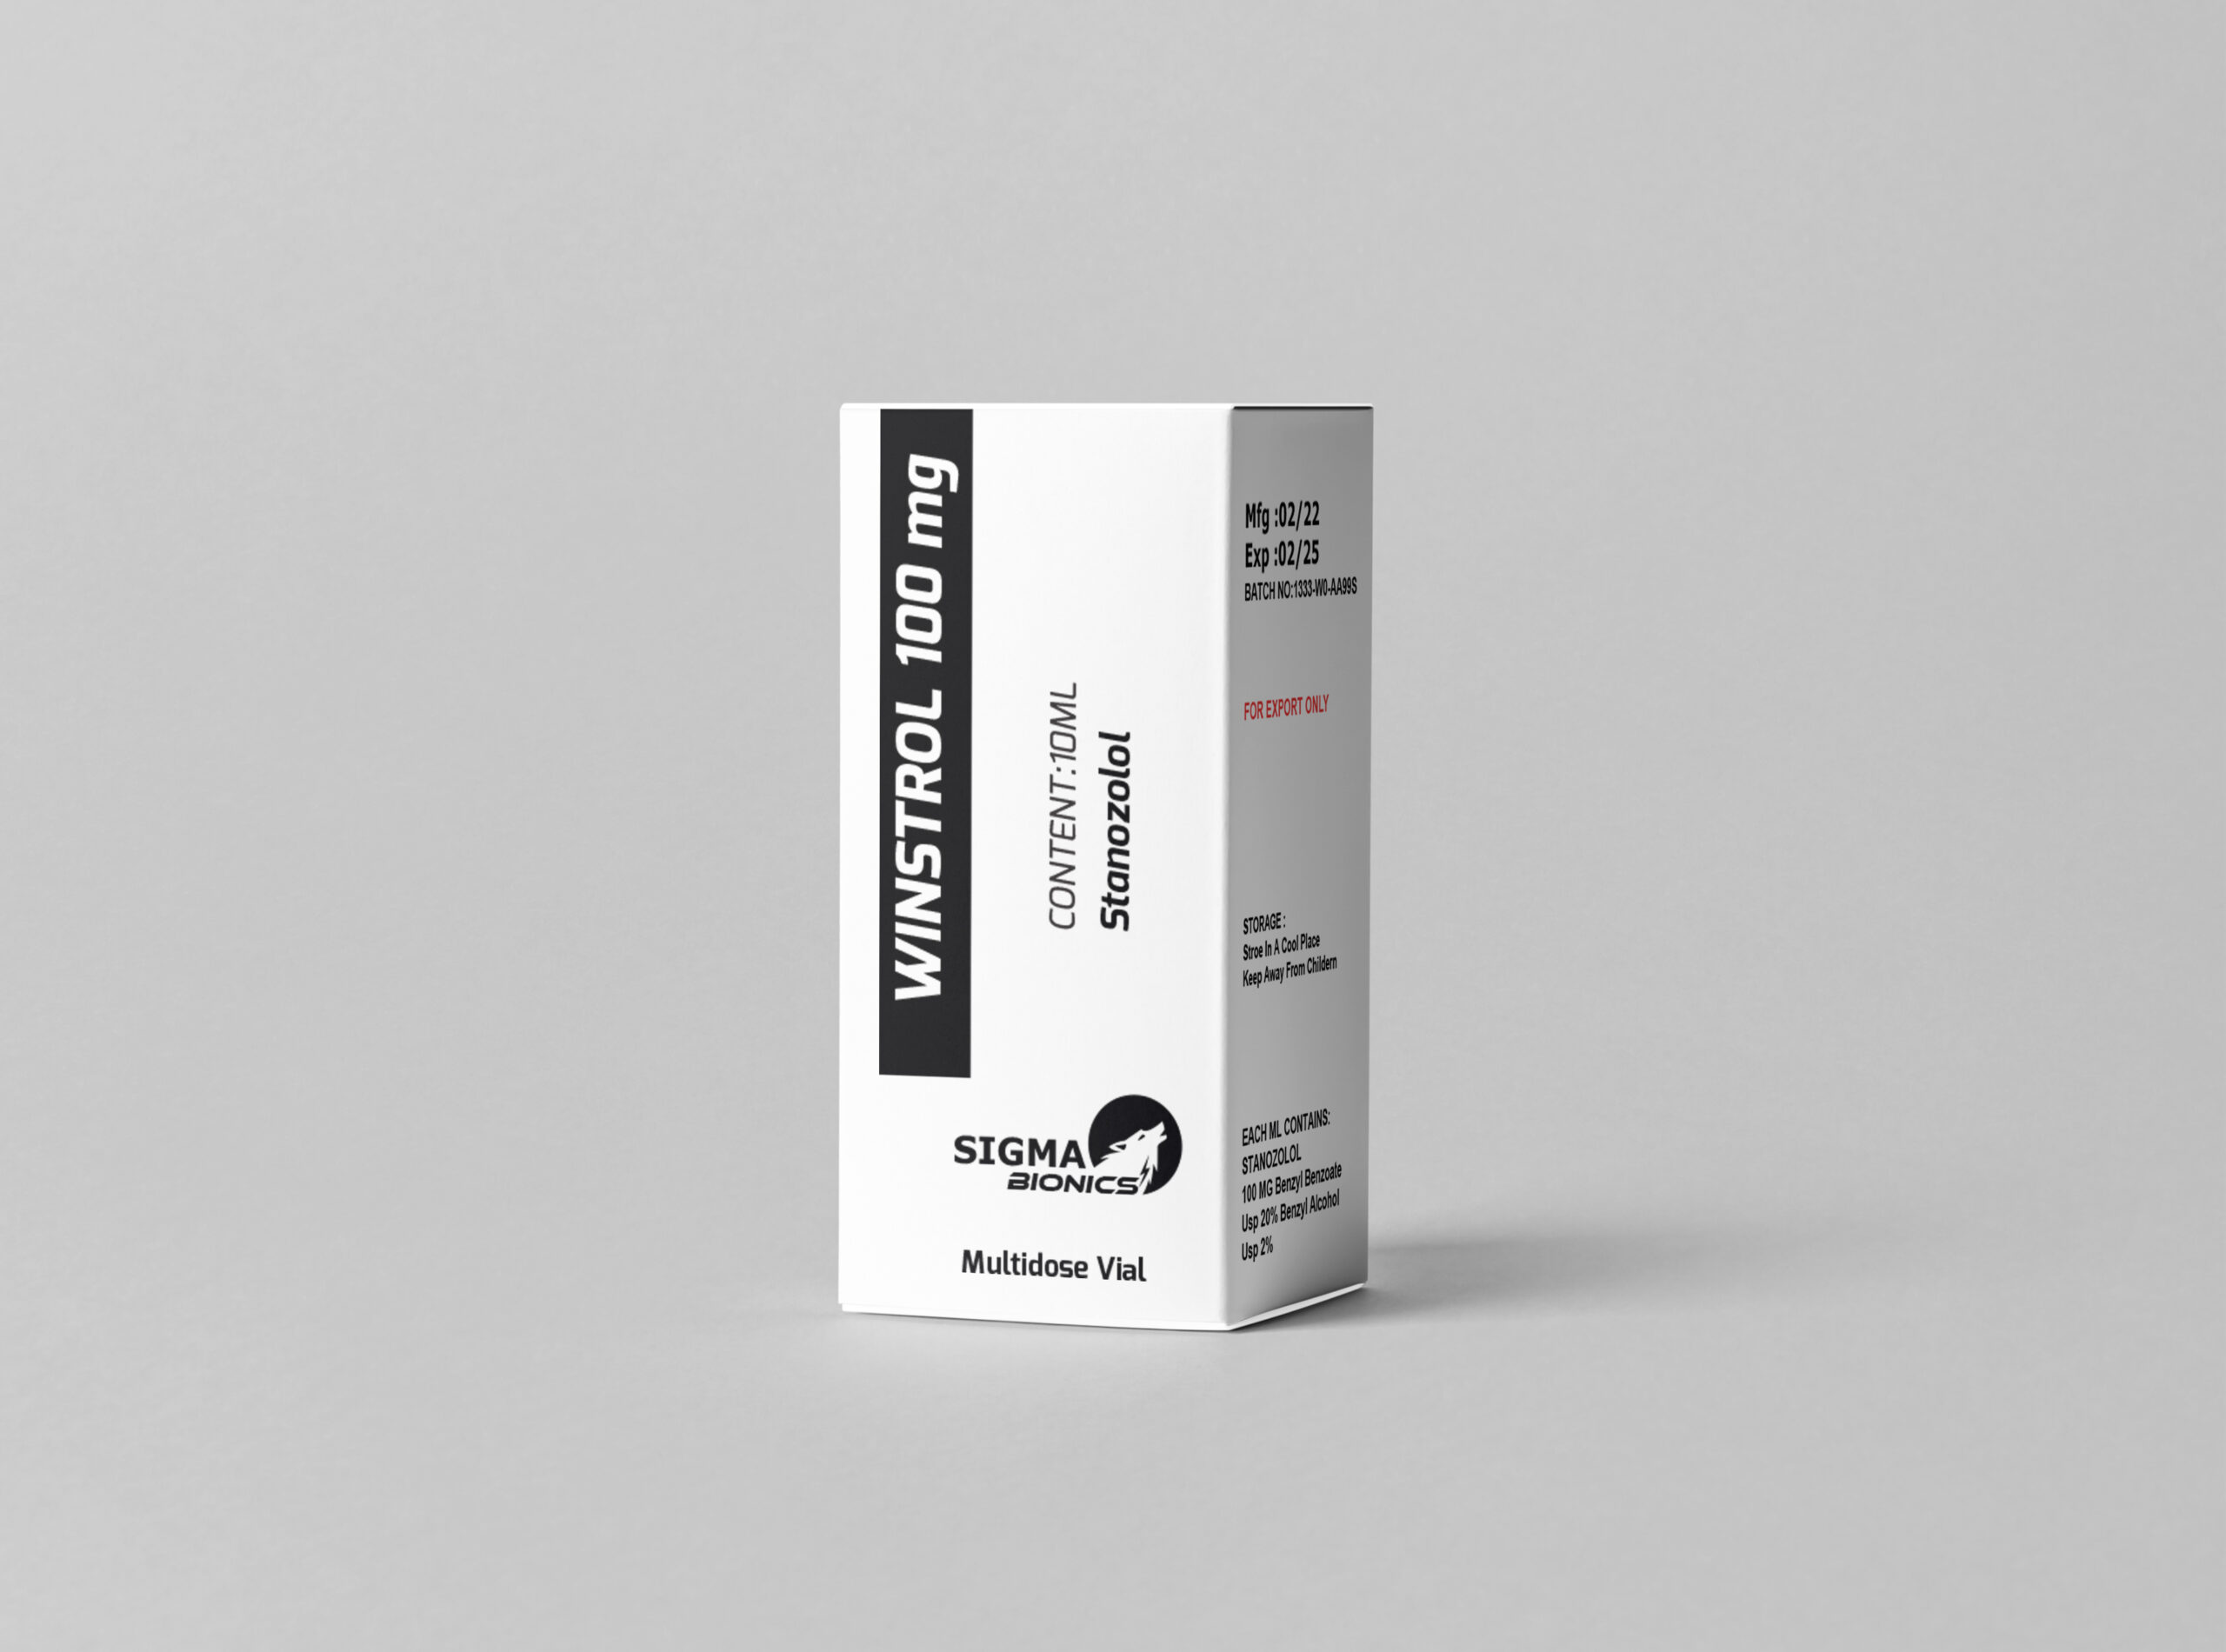 WINSTROL 100 mg
CONTENT:10ML
Stanozolol
SIGMA
BIONICS
Multidose Vial
Mfg :02/22
Exp :02/25
BATCH NO:1333-W0-AA99S
FOR EXPORT ONLY
STORAGE :
Stroe In A Cool Place
Keep Away From Childern
EACH ML CONTAINS:
STANOZOLOL
100 MG Benzyl Benzoate
Usp 20% Benzyl Alcohol
Usp 2%